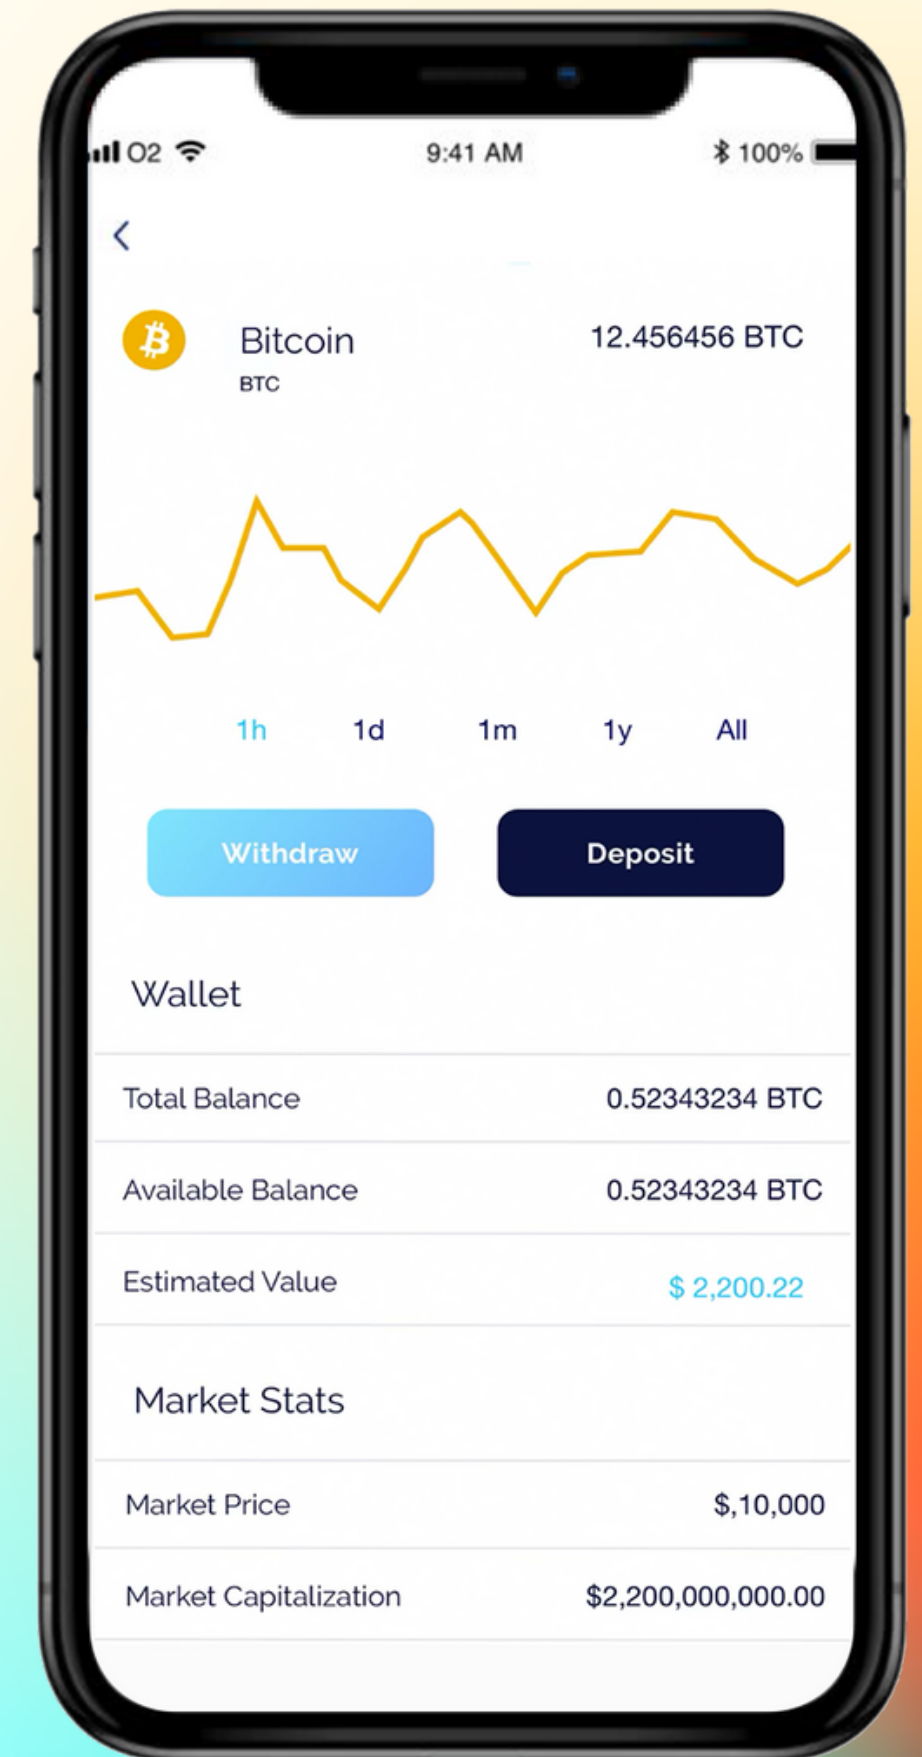 O2 9:41 AM 100%
Bitcoin 12.456456 BTC
BTC
1h 1d 1m 1y All
Withdraw Deposit
Wallet
Total Balance 0.52343234 BTC
Available Balance 0.52343234 BTC
Estimated Value $ 2,200.22
Market Stats
Market Price $,10,000
Market Capitalization $2,200,000,000.00